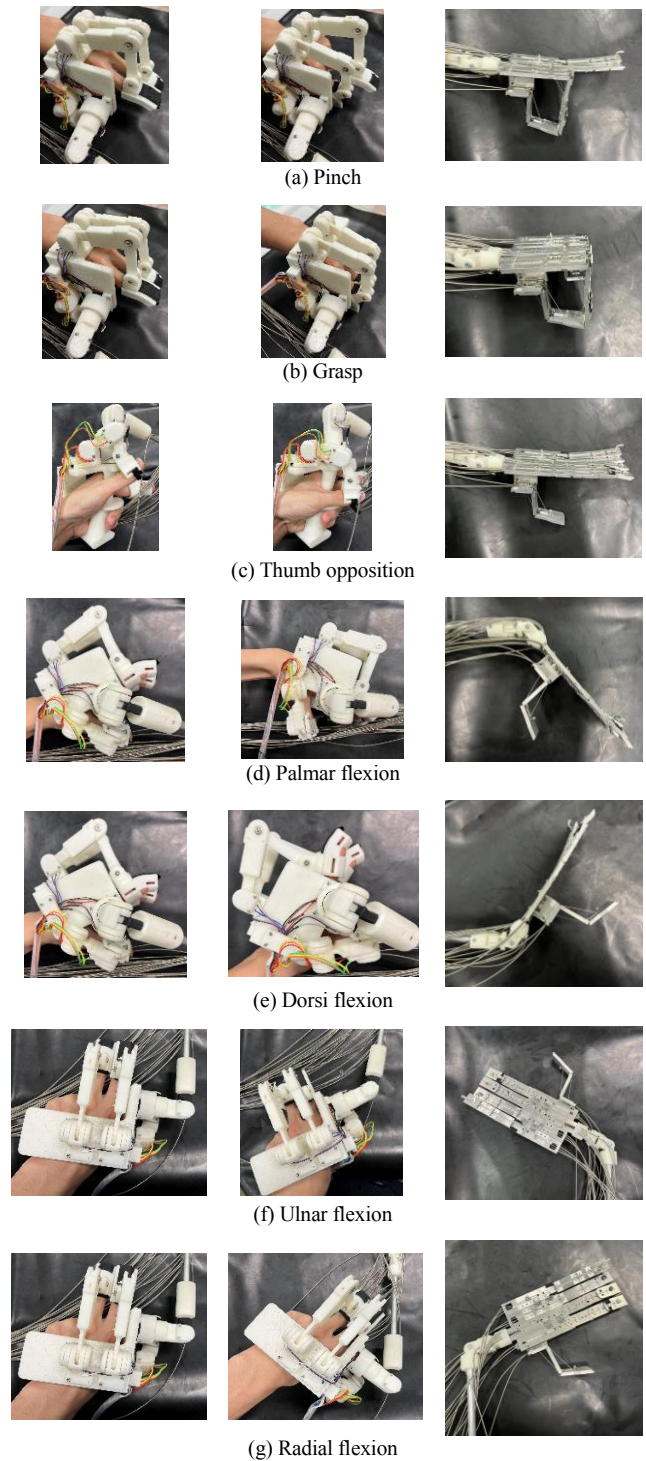 (a) Pinch
(b) Grasp
(c) Thumb opposition
(d) Palmar flexion
(e) Dorsi flexion
(f) Ulnar flexion
(g) Radial flexion